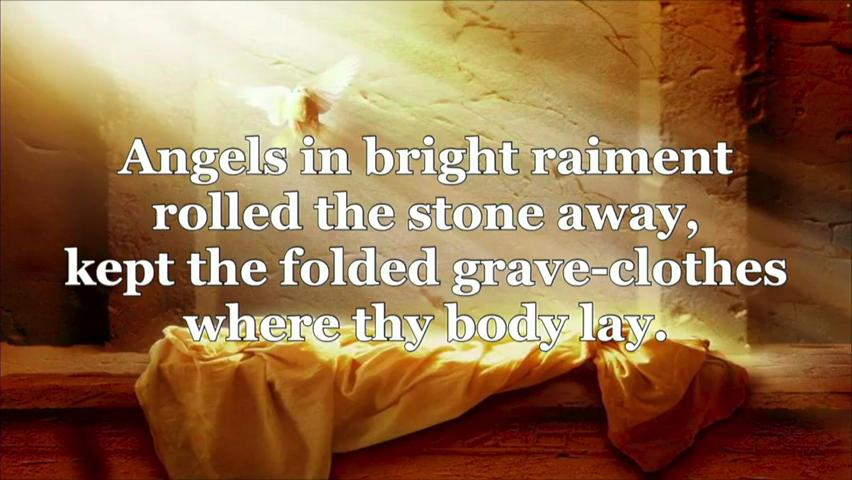 Angels in bright raiment
rolled the stone away,
kept the folded grave-clothes
where thy body lay.